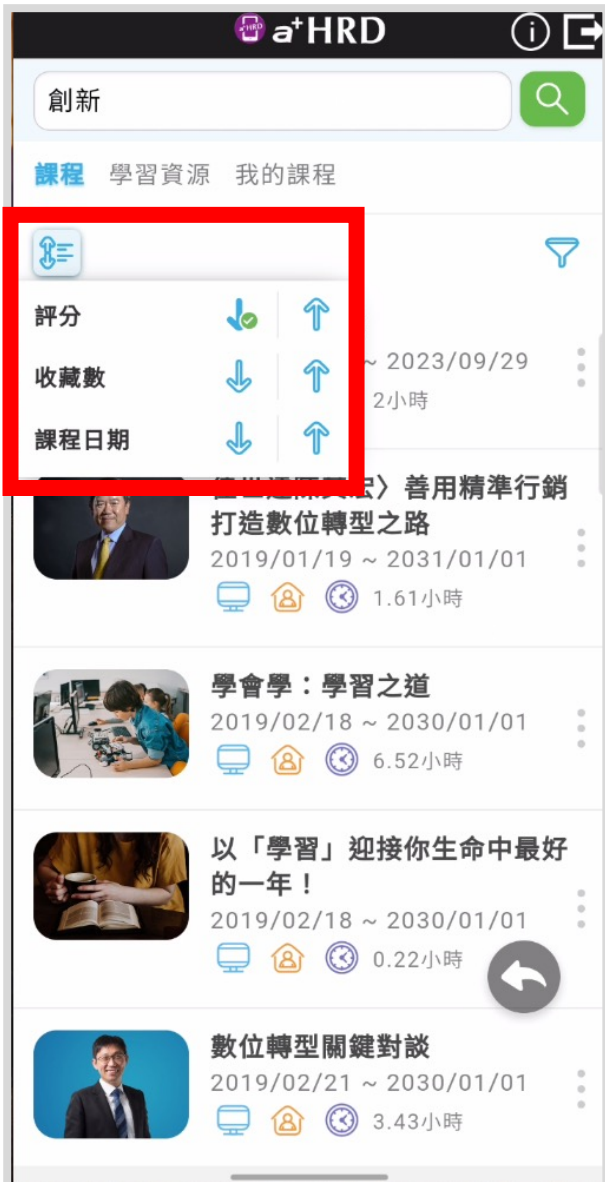 a⁺HRD
創新
課程 學習資源 我的課程
評分
收藏數
課程日期
~ 2023/09/29
2小時
善用精準行銷
打造數位轉型之路
2019/01/19 ~ 2031/01/01
1.61小時
學會學：學習之道
2019/02/18 ~ 2030/01/01
6.52小時
以「學習」迎接你生命中最好
的一年！
2019/02/18 ~ 2030/01/01
0.22小時
數位轉型關鍵對談
2019/02/21 ~ 2030/01/01
3.43小時